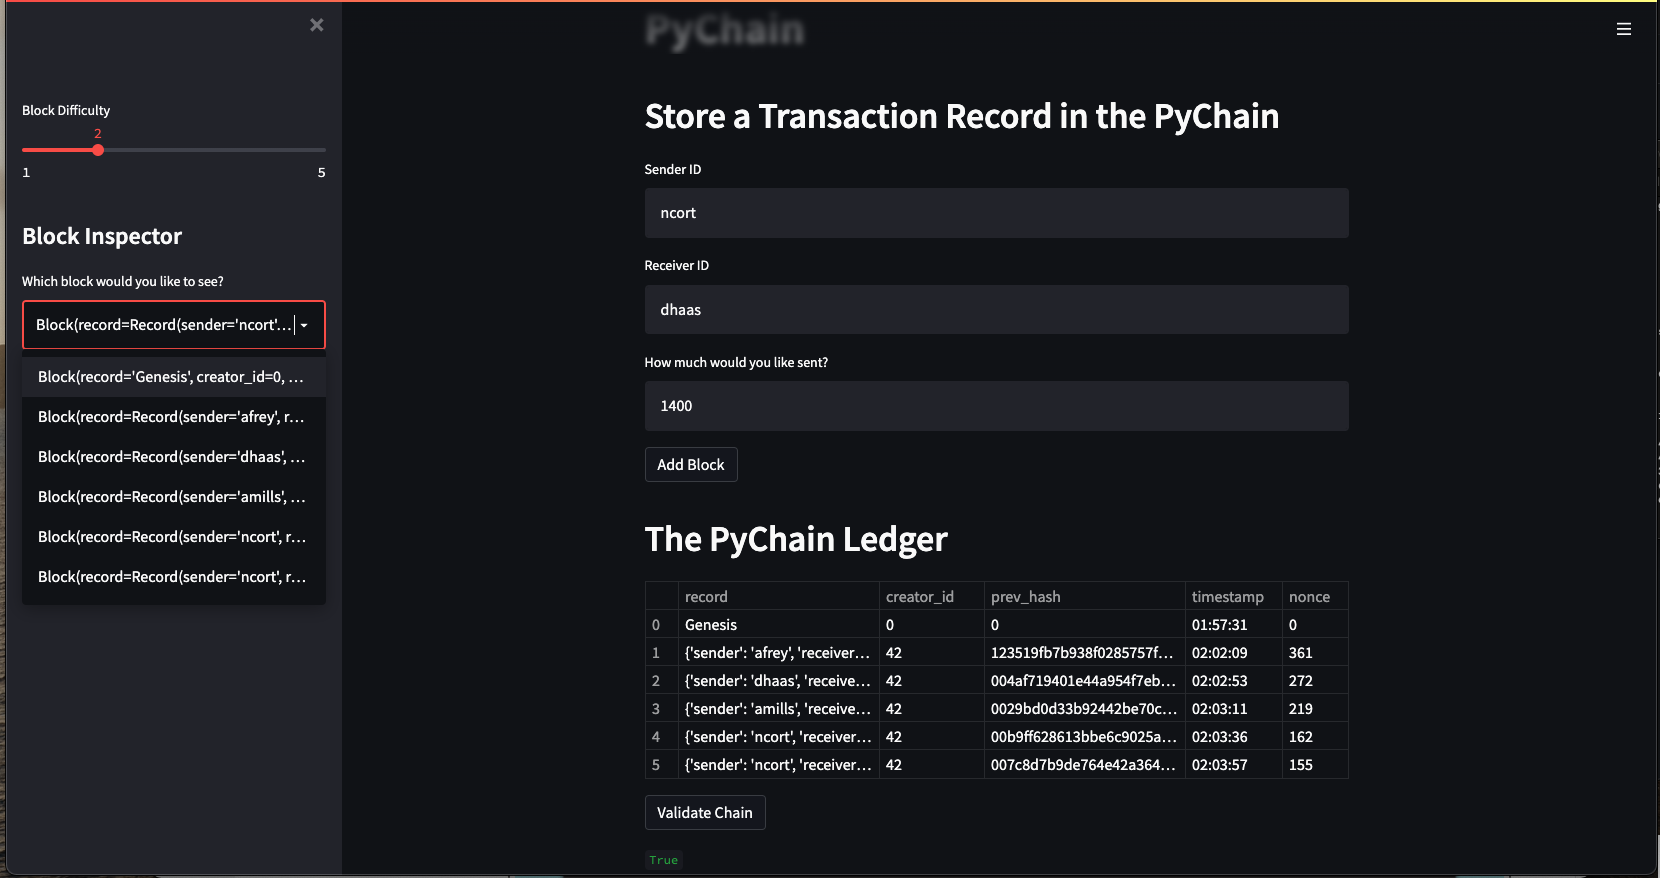 ×
PyChain
Block Difficulty
2
1 5
Block Inspector
Which block would you like to see?
Block(record=Record(sender='ncort'...
Block(record='Genesis', creator_id=0, ...
Block(record=Record(sender='afrey', r...
Block(record=Record(sender='dhaas', ...
Block(record=Record(sender='amills', ...
Block(record=Record(sender='ncort', r...
Block(record=Record(sender='ncort', r...
Store a Transaction Record in the PyChain
Sender ID
ncort
Receiver ID
dhaas
How much would you like sent?
1400
Add Block
The PyChain Ledger
record creator_id prev_hash timestamp nonce
0 Genesis 0 0 01:57:31 0
1 {'sender': 'afrey', 'receiver... 42 123519fb7b938f0285757f... 02:02:09 361
2 {'sender': 'dhaas', 'receive... 42 004af719401e44a954f7eb... 02:02:53 272
3 {'sender': 'amills', 'receive... 42 0029bd0d33b92442be70c... 02:03:11 219
4 {'sender': 'ncort', 'receiver... 42 00b9ff628613bbe6c9025a... 02:03:36 162
5 {'sender': 'ncort', 'receiver... 42 007c8d7b9de764e42a364... 02:03:57 155
Validate Chain
True